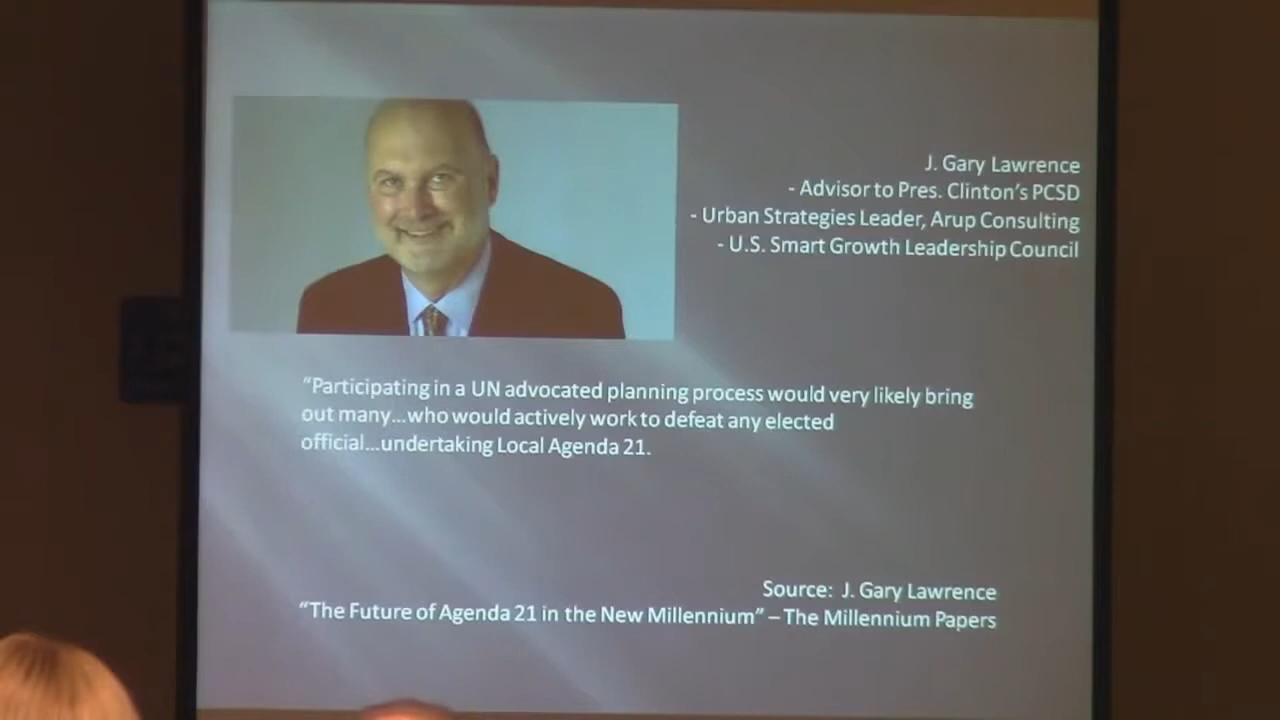 J. Gary Lawrence
- Advisor to Pres. Clinton's PCSD
- Urban Strategies Leader, Arup Consulting
- U.S. Smart Growth Leadership Council
"Participating in a UN advocated planning process would very likely bring
out many...who would actively work to defeat any elected
official...undertaking Local Agenda 21.
Source: J. Gary Lawrence
"The Future of Agenda 21 in the New Millennium" – The Millennium Papers